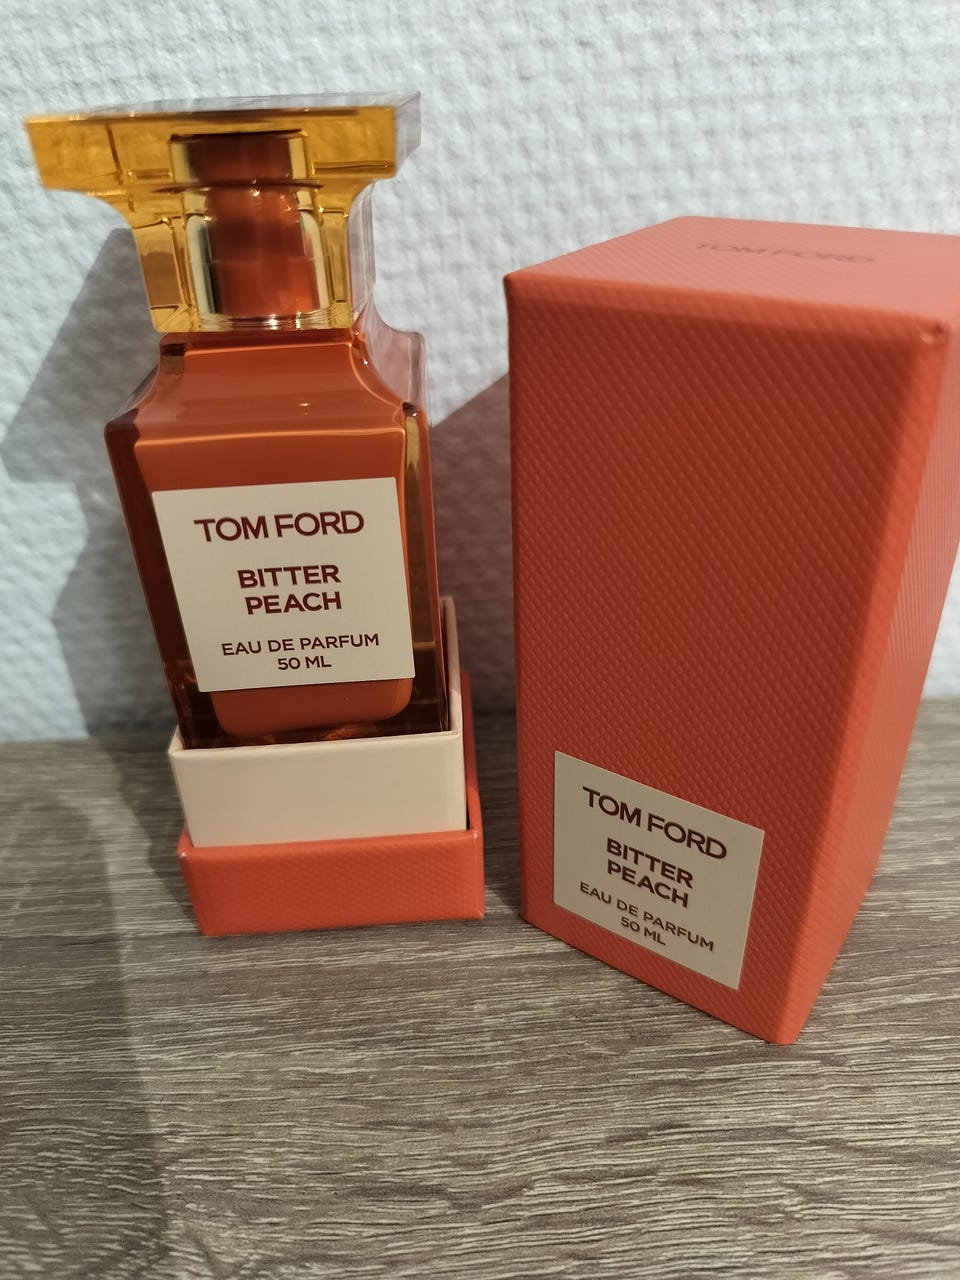 TOM FORD
BITTER
PEACH
EAU DE PARFUM
50 ML
TOM FORD
TOM FORD
BITTER
PEACH
EAU DE PARFUM
50 ML